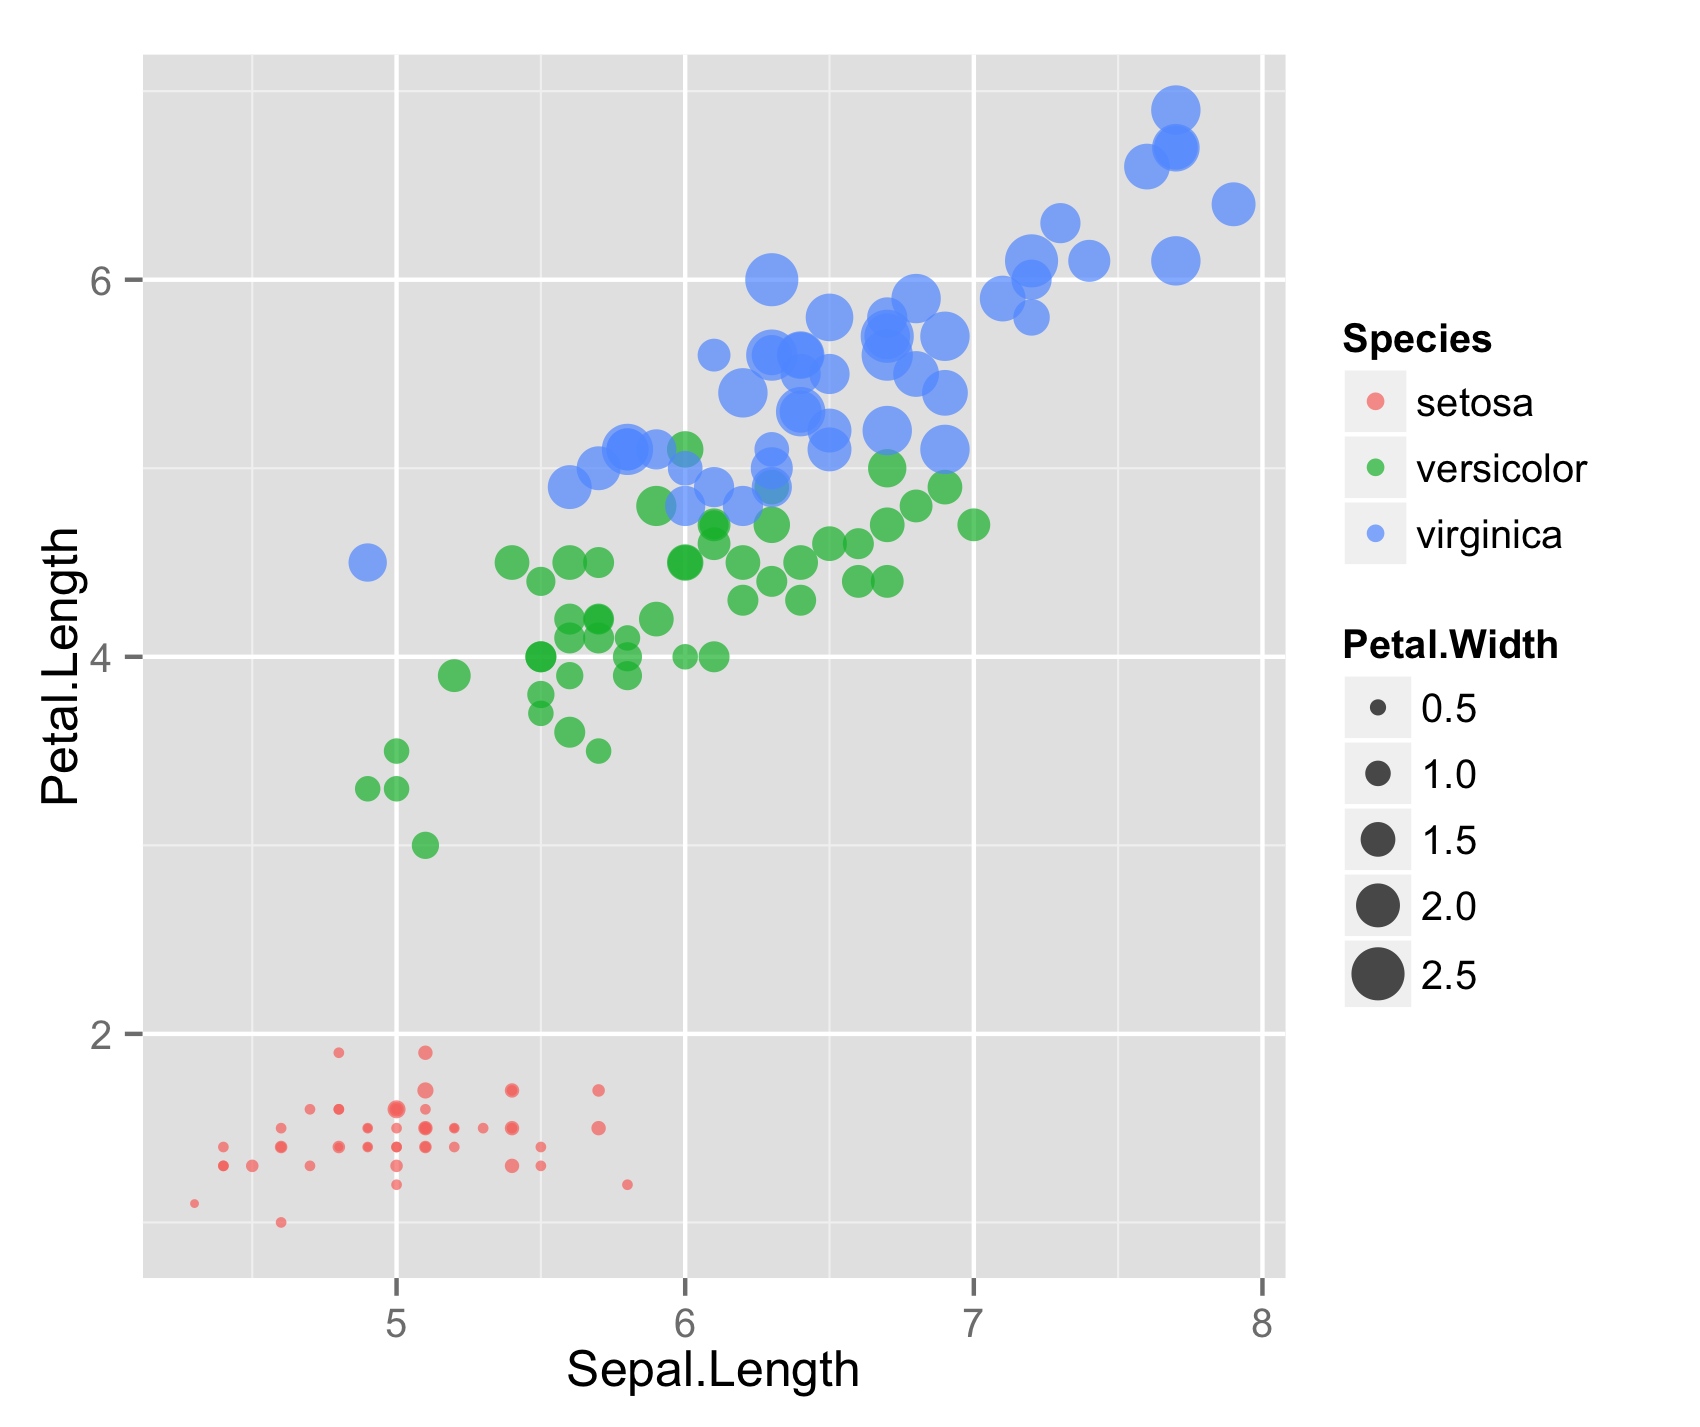 6
4
2
Petal.Length
5 6 7 8
Sepal.Length
Species
setosa
versicolor
virginica
Petal.Width
0.5
1.0
1.5
2.0
2.5